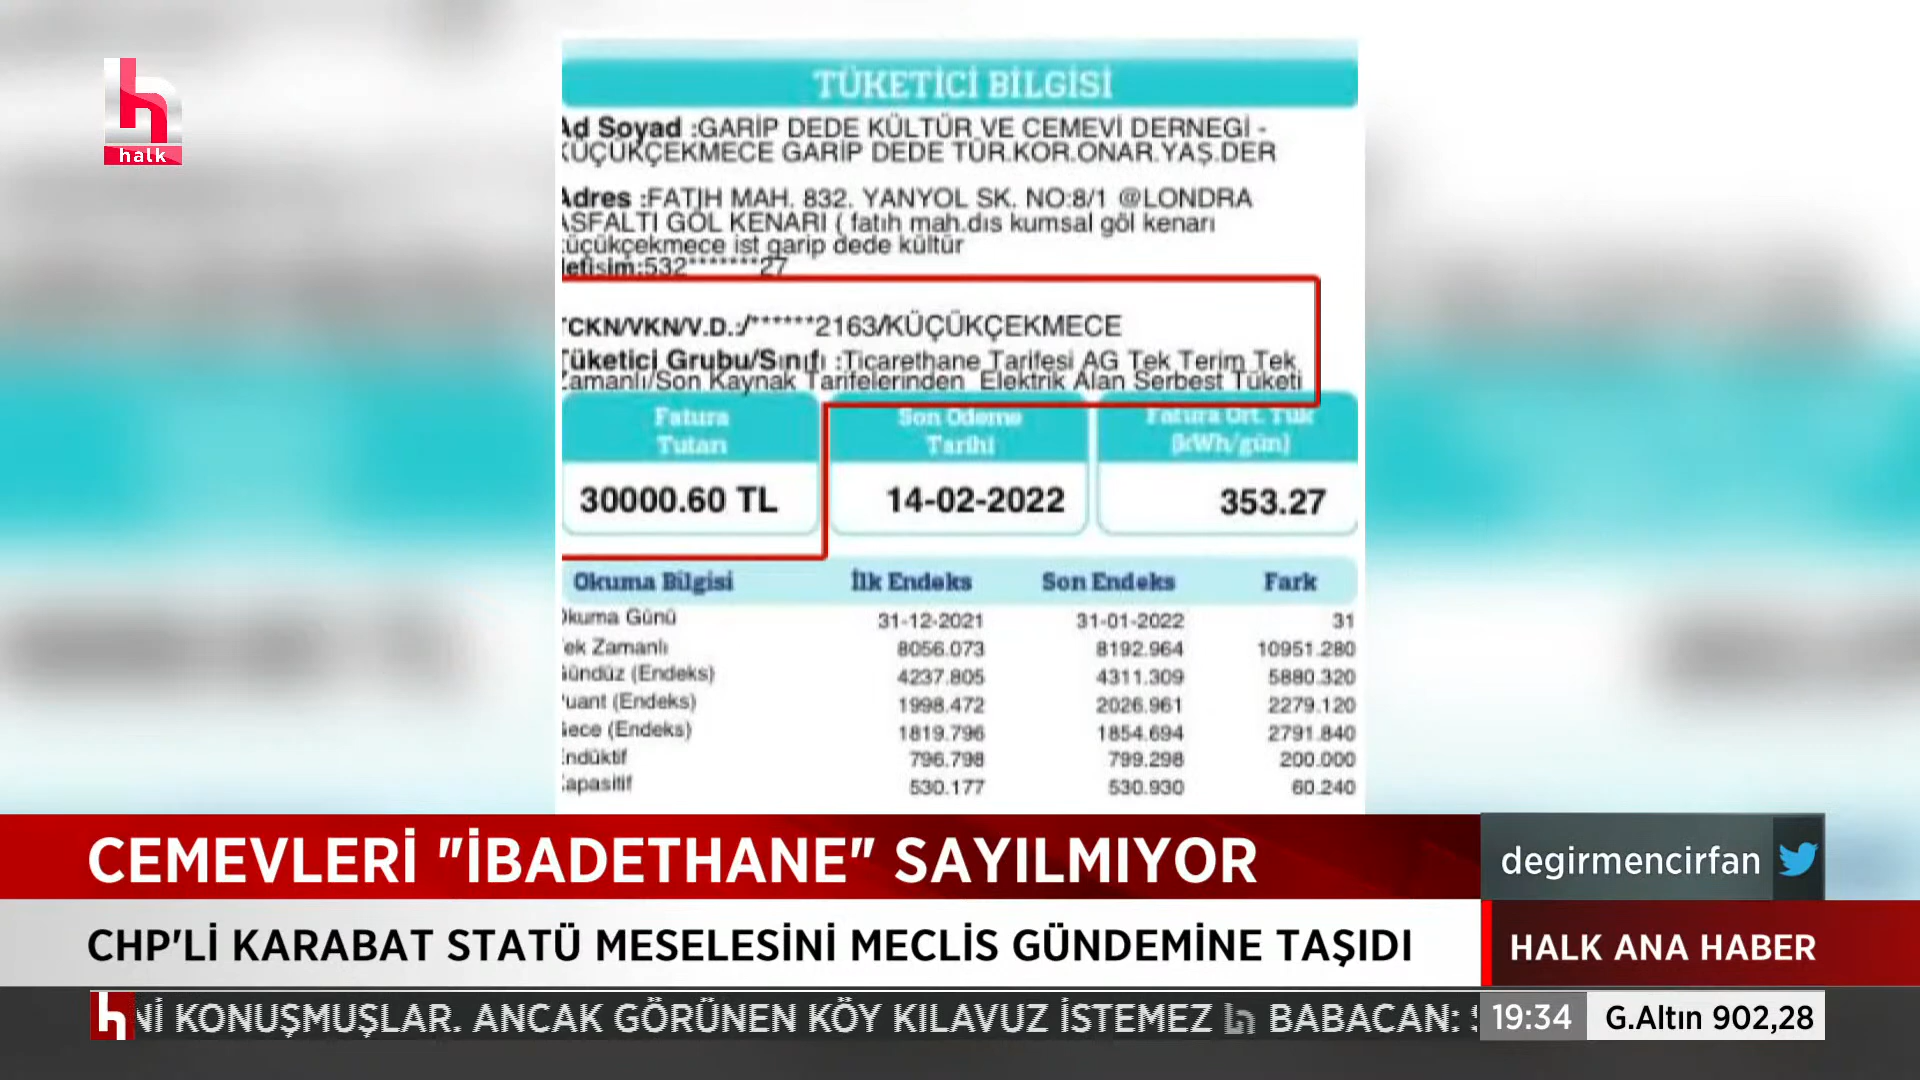 h
halk
TÜKETİCİ BİLGİSİ
Ad Soyad :GARİP DEDE KÜLTÜR VE CEMEVİ DERNEGİ -
KÜÇÜKÇEKMECE GARİP DEDE TÜR.KOR.ONAR.YAŞ.DER
Adres :FATİH MAH. 832. YANYOL SK. NO:8/1 @LONDRA
ASFALTI GÖL KENARI ( fatıh mah.dıs kumsal göl kenarı
küçükçekmece ist garip dede kültür
letisim:532*******27
TCKN/VKN/V.D.:/******2163/KÜÇÜKÇEKMECE
Tüketici Grubu/Sınıfı :Ticarethane Tarifesi AG Tek Terim Tek
Zamanlı/Son Kaynak Tarifelerinden Elektrik Alan Serbest Tüketi
Fatura Tutarı
Son Ödeme Tarihi
Fatura Ort. Tük (kWh/gün)
30000.60 TL 14-02-2022 353.27
Okuma Bilgisi İlk Endeks Son Endeks Fark
Okuma Günü 31-12-2021 31-01-2022 31
Tek Zamanlı 8056.073 8192.964 10951.280
Gündüz (Endeks) 4237.805 4311.309 5880.320
Puant (Endeks) 1998.472 2026.961 2279.120
Gece (Endeks) 1819.796 1854.694 2791.840
Endüktif 796.798 799.298 200.000
Kapasitif 530.177 530.930 60.240
CEMEVLERİ "İBADETHANE" SAYILMIYOR
degirmencirfan
CHP'Lİ KARABAT STATÜ MESELESİNİ MECLİS GÜNDEMİNE TAŞIDI
HALK ANA HABER
h Nİ KONUŞMUŞLAR. ANCAK GÖRÜNEN KÖY KILAVUZ İSTEMEZ h BABACAN:
19:34 G.Altın 902,28